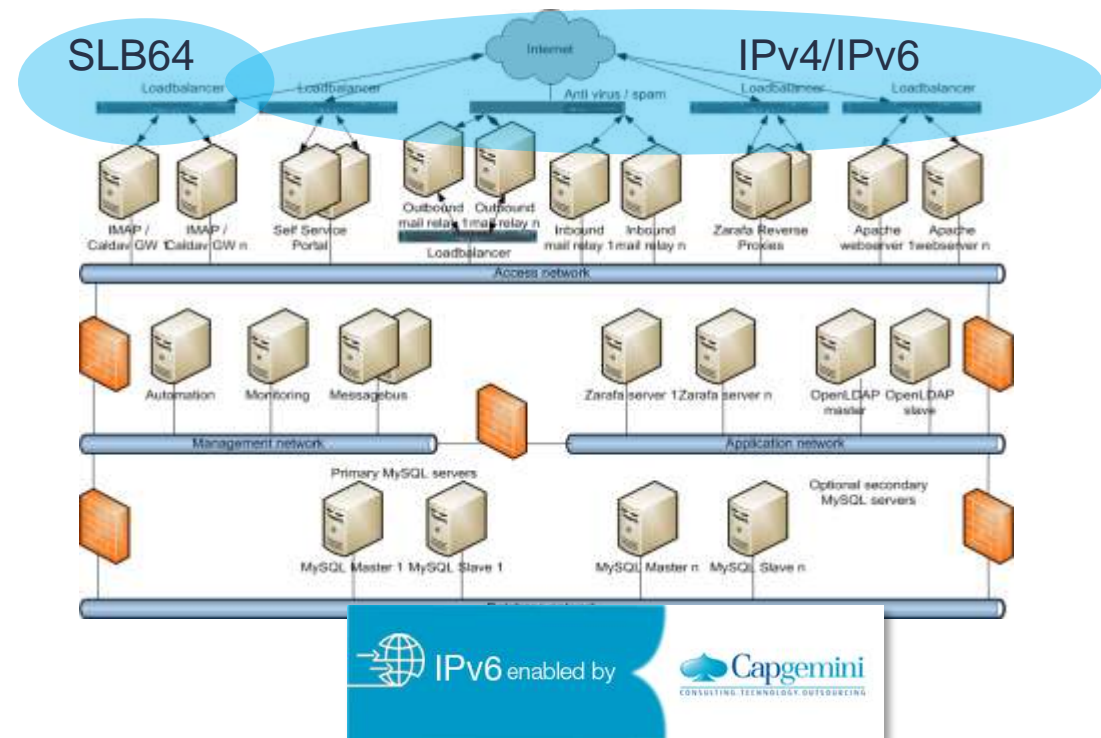 SLB64
IPv4/IPv6
Internet
Loadbalancer
Loadbalancer
Anti virus / spam
Loadbalancer
Loadbalancer
IMAP /
Caldav GW 1
IMAP /
Caldav GW n
Self Service
Portal
Outbound
mail relay 1
Outbound
mail relay n
Loadbalancer
Inbound
mail relay 1
Inbound
mail relay n
Zarafa Reverse
Proxies
Apache
webserver 1
Apache
webserver n
Access network
Automation
Monitoring
Messagebus
Zarafa server 1
Zarafa server n
OpenLDAP
master
OpenLDAP
slave
Management network
Application network
Primary MySQL servers
Optional secondary
MySQL servers
MySQL Master 1
MySQL Slave 1
MySQL Master n
MySQL Slave n
IPv6 enabled by
Capgemini
CONSULTING.TECHNOLOGY.OUTSOURCING